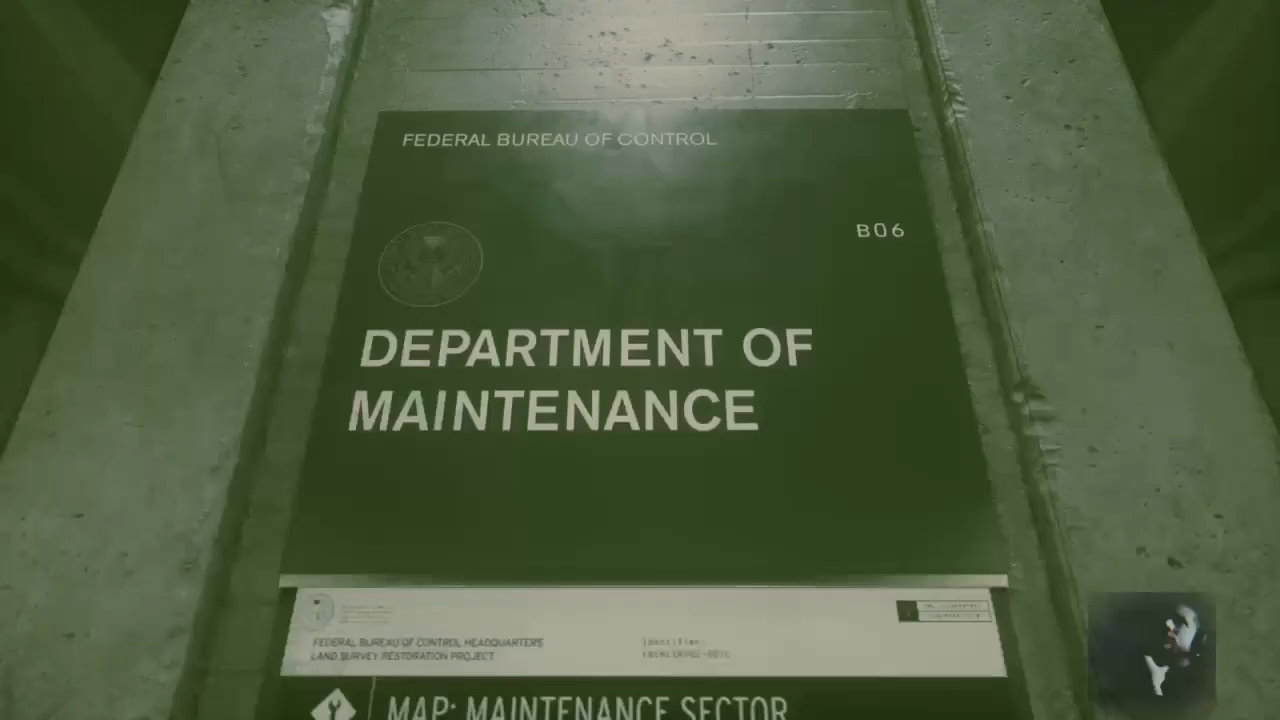 FEDERAL BUREAU OF CONTROL
B06
DEPARTMENT OF
MAINTENANCE
FEDERAL BUREAU OF CONTROL HEADQUARTERS
LAND SURVEY RESTORATION PROJECT
MAP: MAINTENANCE SECTOR